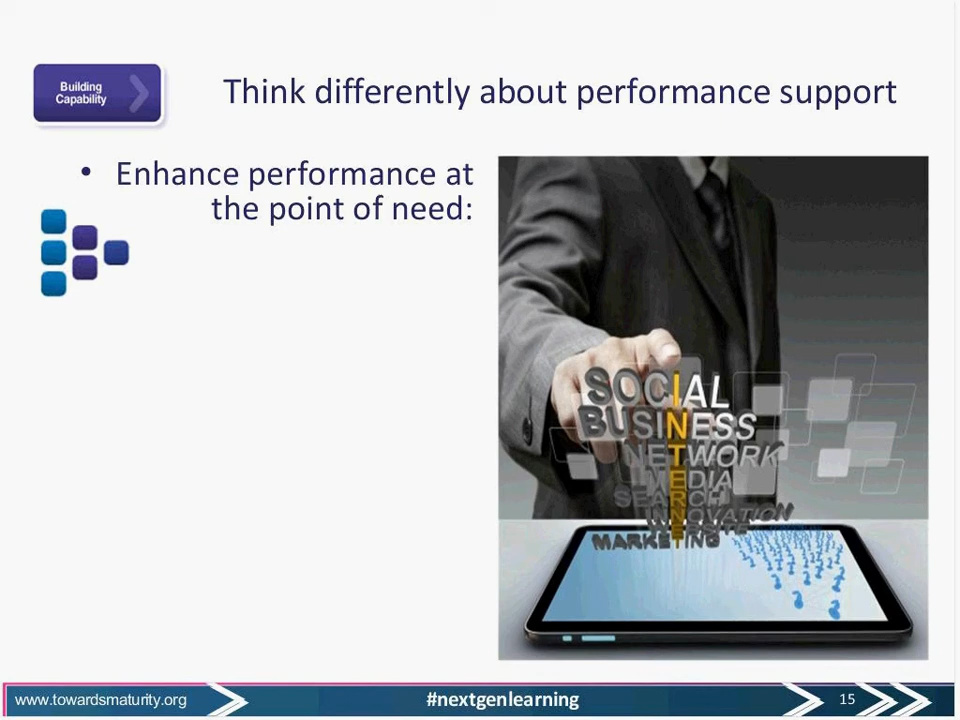 Building
Capability
Think differently about performance support
• Enhance performance at
the point of need:
SOCIAL
BUSINESS
NETWORK
MEDIA
SEARCH
INNOVATION
WEBSITE
MARKETING
www.towardsmaturity.org
#nextgenlearning
15